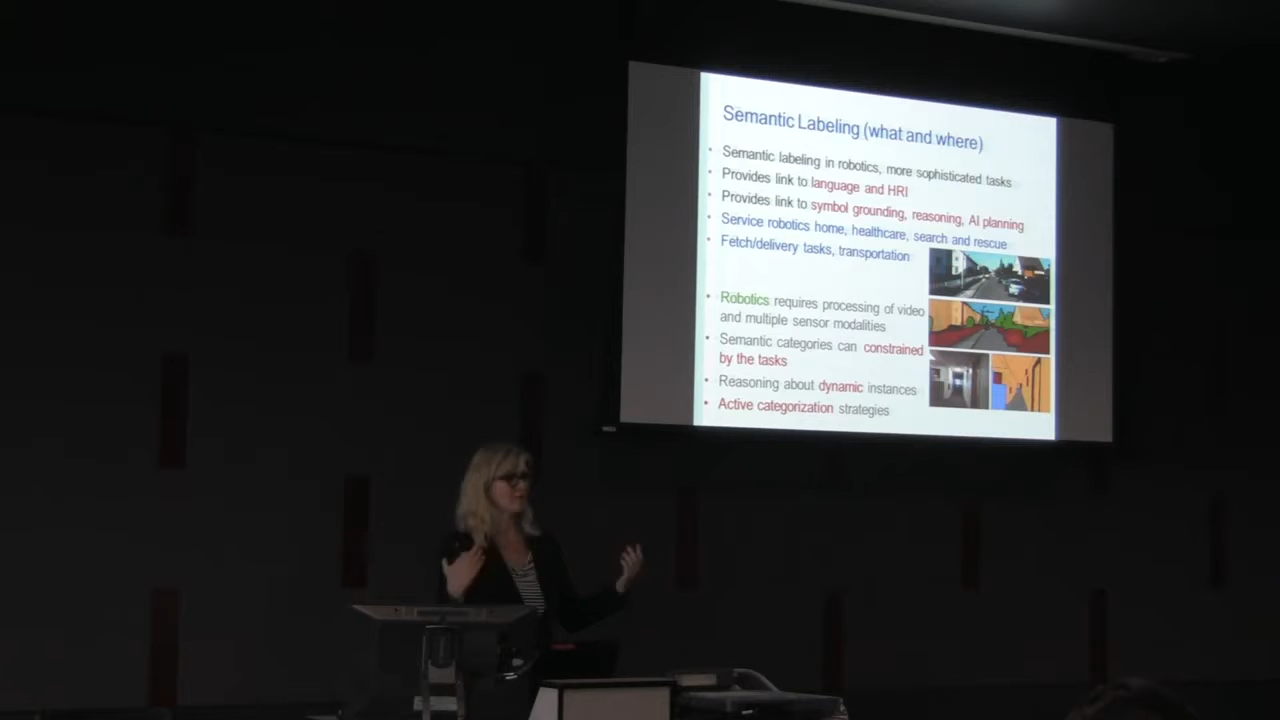 Semantic Labeling (what and where)
• Semantic labeling in robotics, more sophisticated tasks
• Provides link to language and HRI
• Provides link to symbol grounding, reasoning, AI planning
• Service robotics home, healthcare, search and rescue
• Fetch/delivery tasks, transportation
• Robotics requires processing of video
and multiple sensor modalities
• Semantic categories can constrained
by the tasks
• Reasoning about dynamic instances
• Active categorization strategies